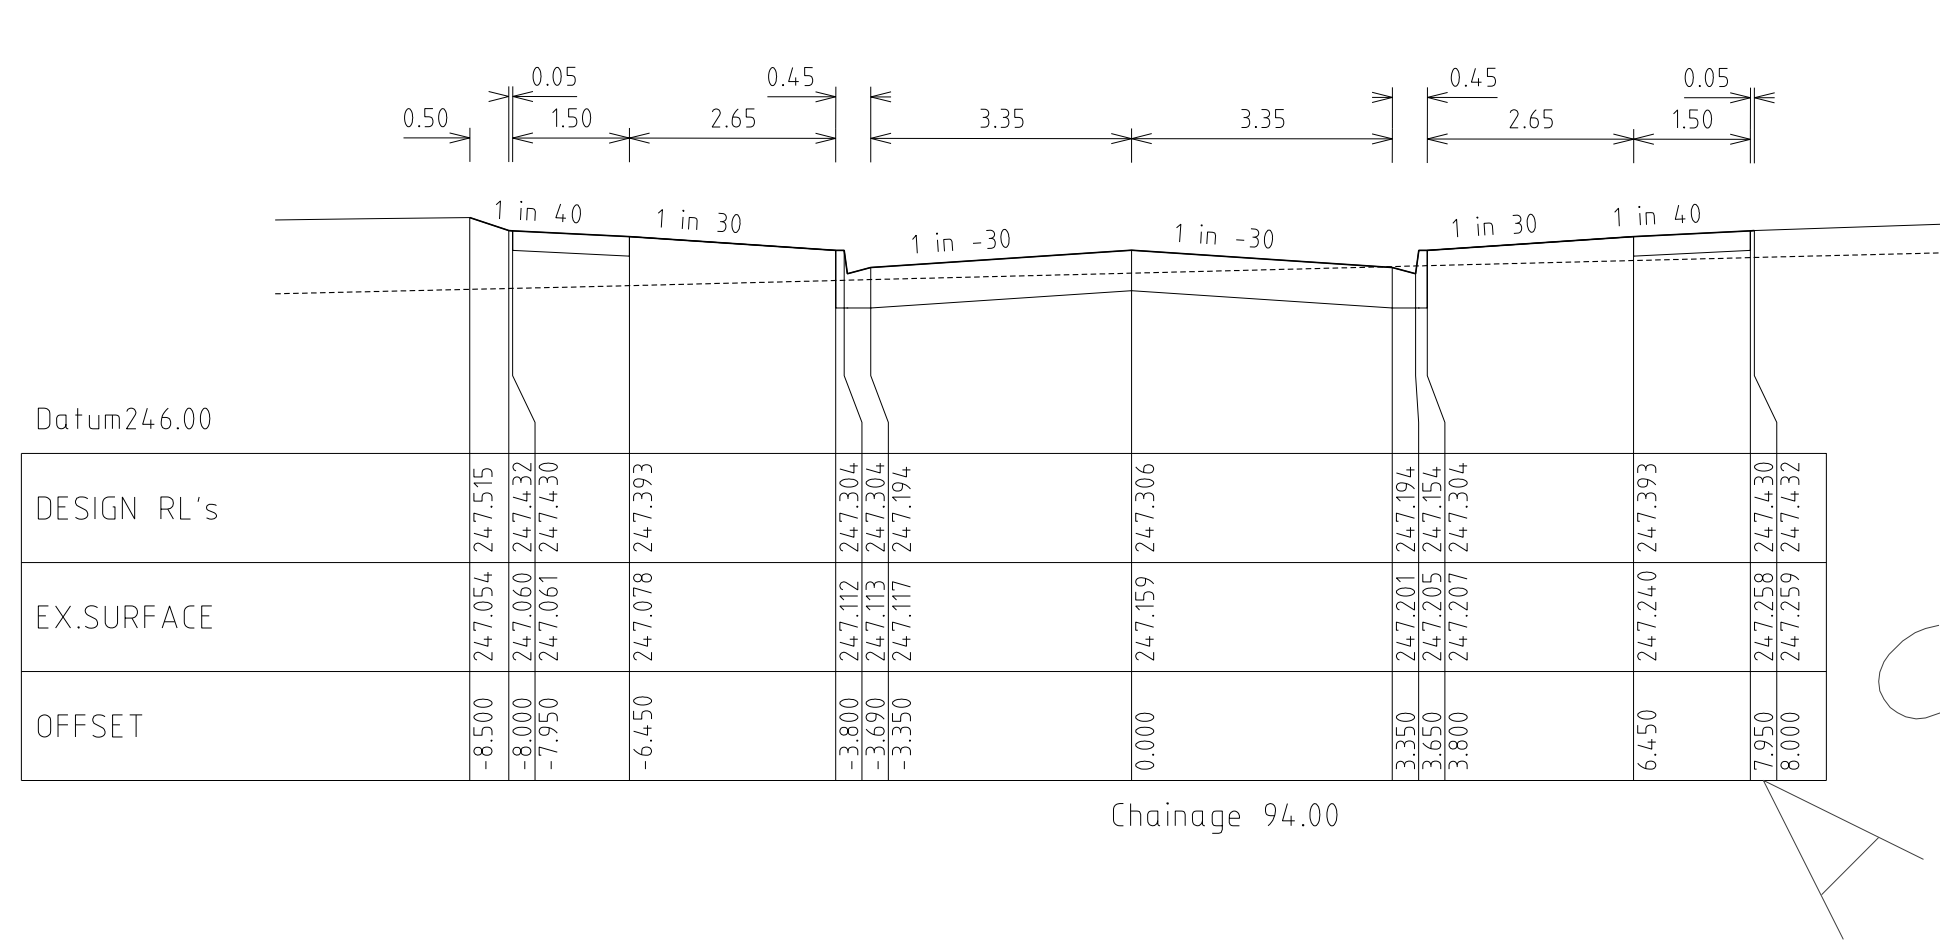 0.05 0.45 0.45 0.05
0.50 1.50 2.65 3.35 3.35 2.65 1.50
1 in 40 1 in 30 1 in -30 1 in -30 1 in 30 1 in 40
Datum246.00
DESIGN RL's 247.515 247.432 247.430 247.393 247.304 247.304 247.194 247.306 247.194 247.154 247.304 247.393 247.430 247.432
EX.SURFACE 247.054 247.060 247.061 247.078 247.112 247.113 247.117 247.159 247.201 247.205 247.207 247.240 247.258 247.259
OFFSET -8.500 -8.000 -7.950 -6.450 -3.800 -3.690 -3.350 0.000 3.350 3.650 3.800 6.450 7.950 8.000
Chainage 94.00